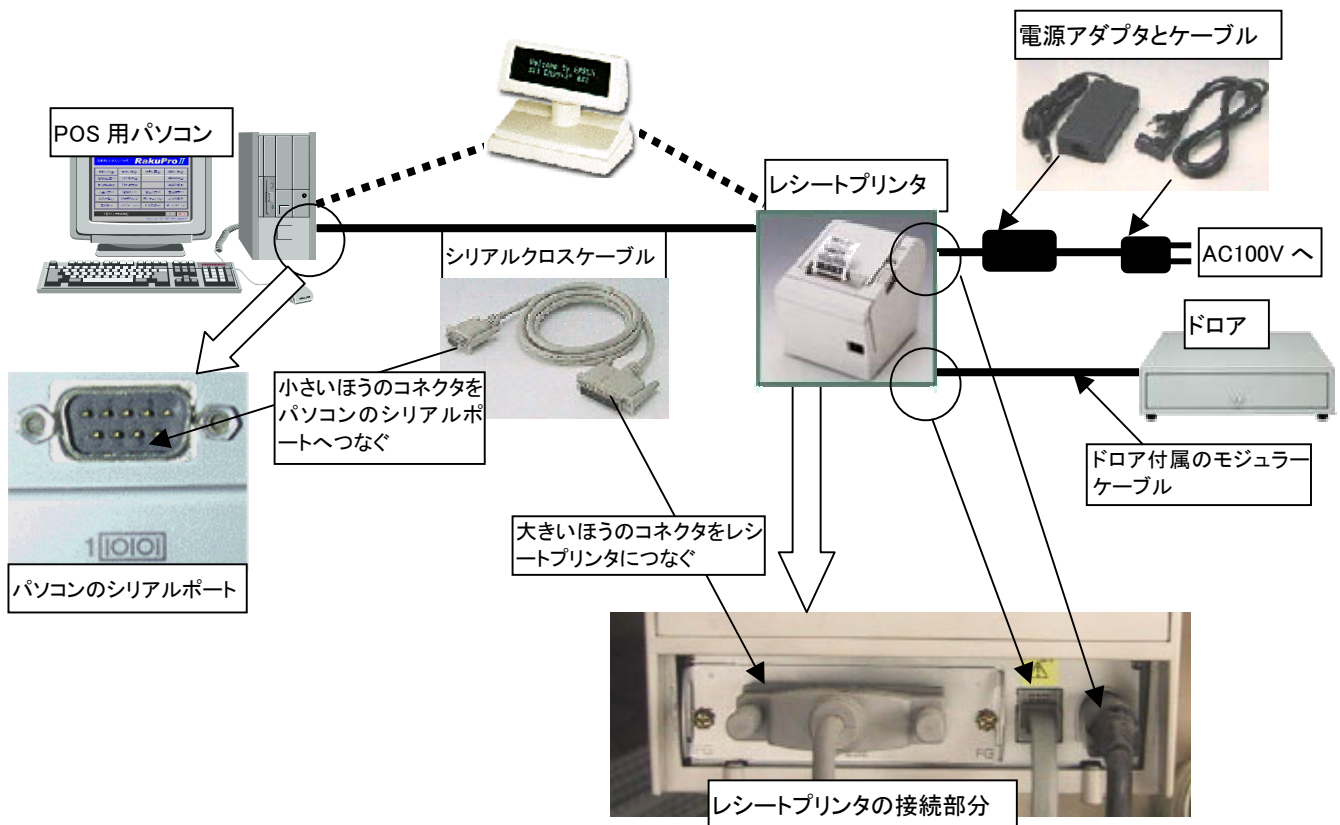 電源アダプタとケーブル
Welcome to EPSON
POS 用パソコン
RakuProⅡ
レシートプリンタ
シリアルクロスケーブル
AC100V へ
ドロア
小さいほうのコネクタを
パソコンのシリアルポ
ートへつなぐ
ドロア付属のモジュラー
ケーブル
大きいほうのコネクタをレシ
ートプリンタにつなぐ
1 |0|0|
パソコンのシリアルポート
FG
FG
レシートプリンタの接続部分